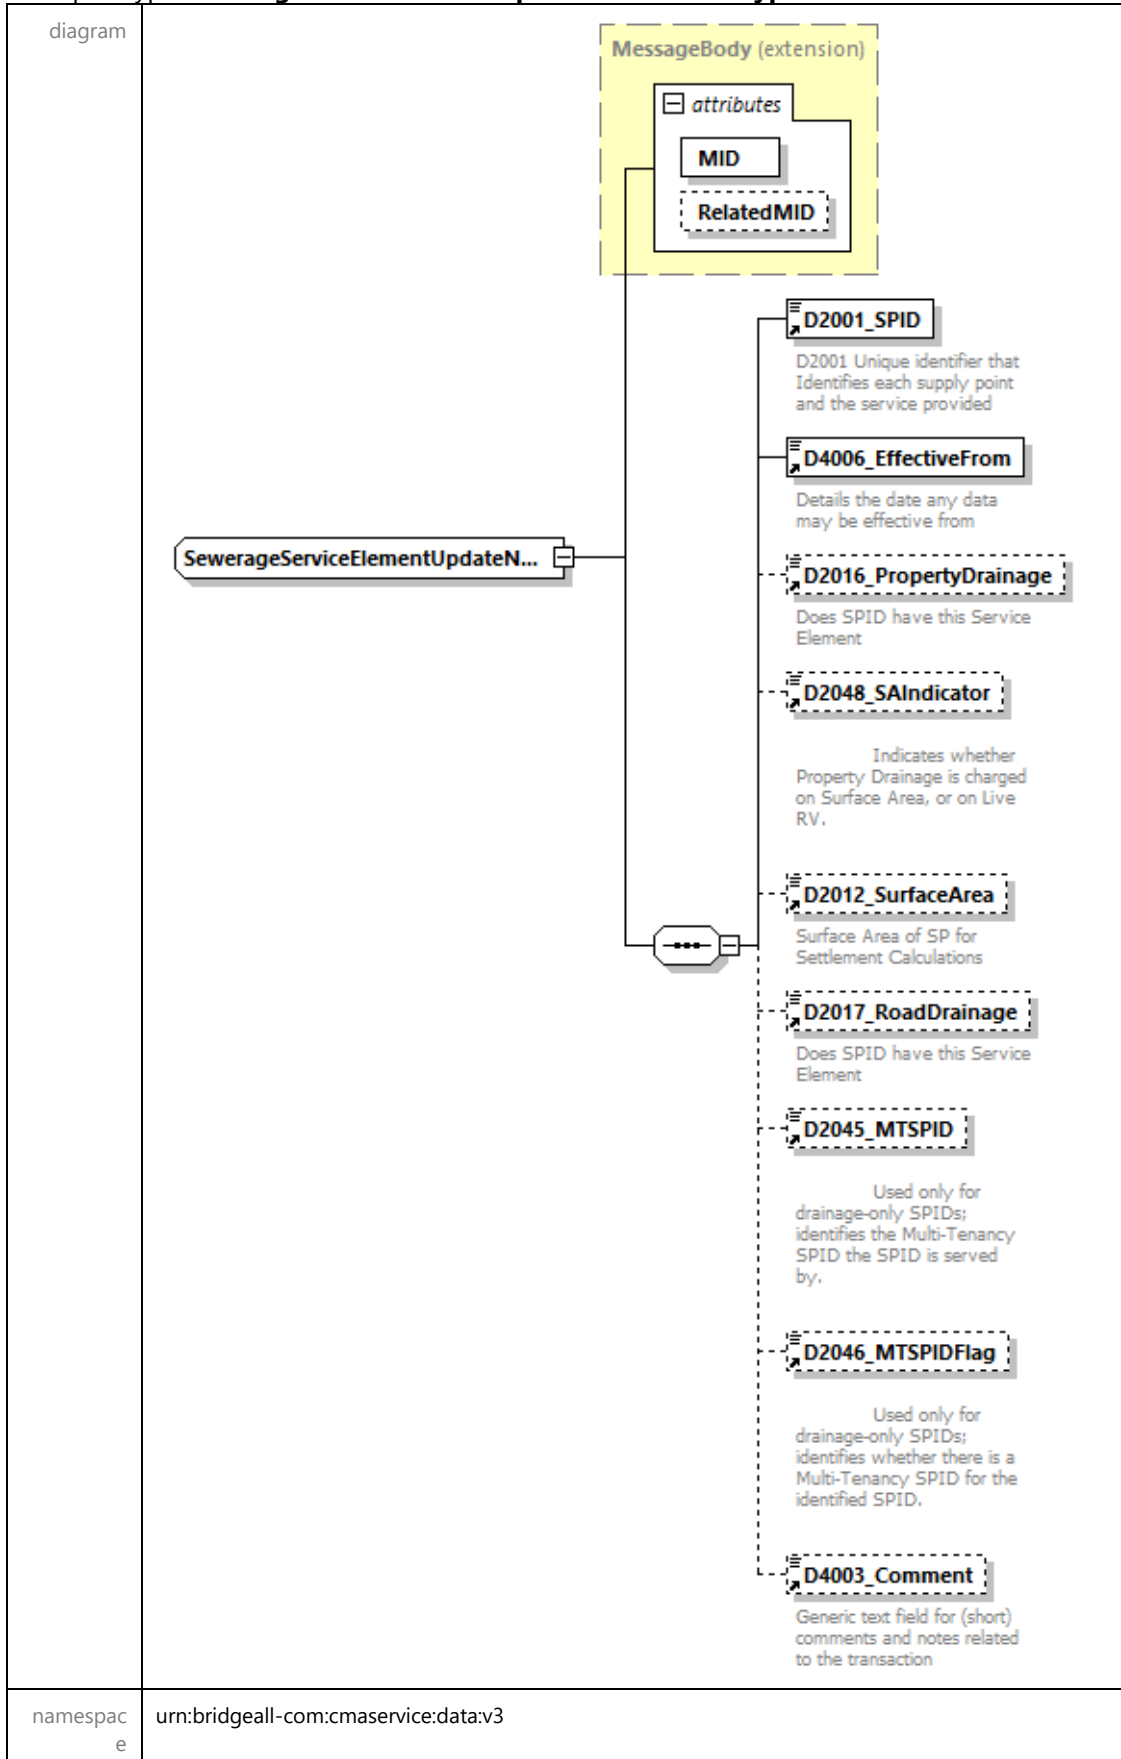 diagram
MessageBody (extension)
attributes
MID
RelatedMID
D2001_SPID
D2001 Unique identifier that
Identifies each supply point
and the service provided
D4006_EffectiveFrom
Details the date any data
may be effective from
SewerageServiceElementUpdateN...
D2016_PropertyDrainage
Does SPID have this Service
Element
D2048_SAIndicator
Indicates whether
Property Drainage is charged
on Surface Area, or on Live
RV.
D2012_SurfaceArea
Surface Area of SP for
Settlement Calculations
D2017_RoadDrainage
Does SPID have this Service
Element
D2045_MTSPID
Used only for
drainage-only SPIDs;
identifies the Multi-Tenancy
SPID the SPID is served
by.
D2046_MTSPIDFlag
Used only for
drainage-only SPIDs;
identifies whether there is a
Multi-Tenancy SPID for the
identified SPID.
D4003_Comment
Generic text field for (short)
comments and notes related
to the transaction
namespac
e
urn:bridgeall-com:cmaservice:data:v3